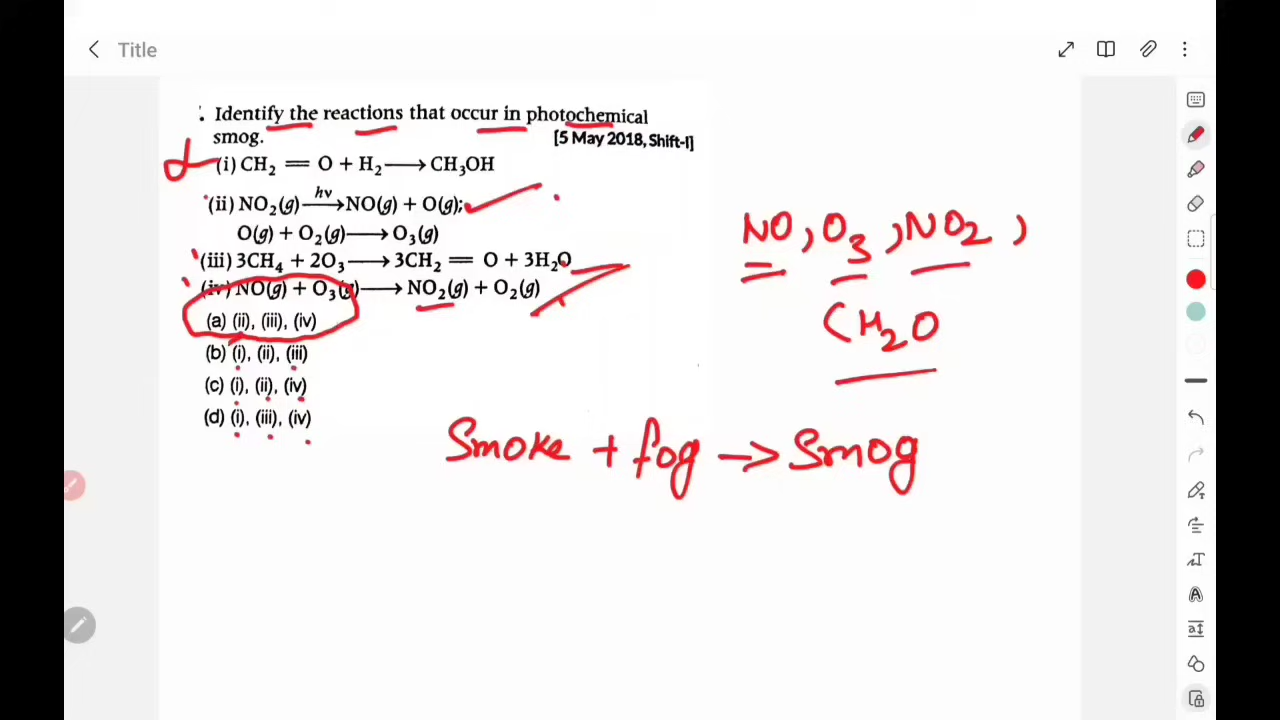 Title
Identify the reactions that occur in photochemical
smog. [5 May 2018, Shift-I]
(i) CH₂ = O + H₂ ⟶ CH₃OH
(ii) NO₂(g) —hν→ NO(g) + O(g);
O(g) + O₂(g) ⟶ O₃(g)
(iii) 3CH₄ + 2O₃ ⟶ 3CH₂ = O + 3H₂O
(iv) NO(g) + O₃(g) ⟶ NO₂(g) + O₂(g)
(a) (ii), (iii), (iv)
(b) (i), (ii), (iii)
(c) (i), (ii), (iv)
(d) (i), (iii), (iv)
NO, O₃, NO₂,
CH₂O
Smoke + fog → Smog